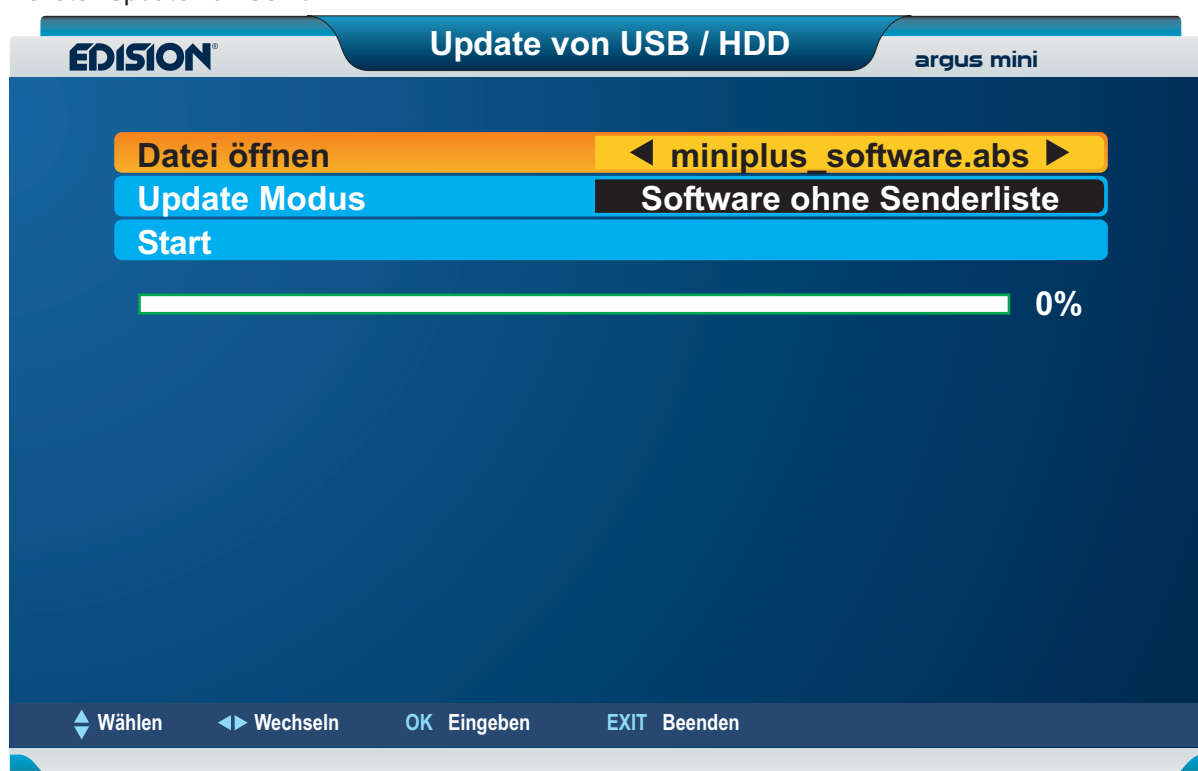 EDISION®
Update von USB / HDD
argus mini
Datei öffnen ◀ miniplus_software.abs ▶
Update Modus Software ohne Senderliste
Start
0%
Wählen Wechseln OK Eingeben EXIT Beenden